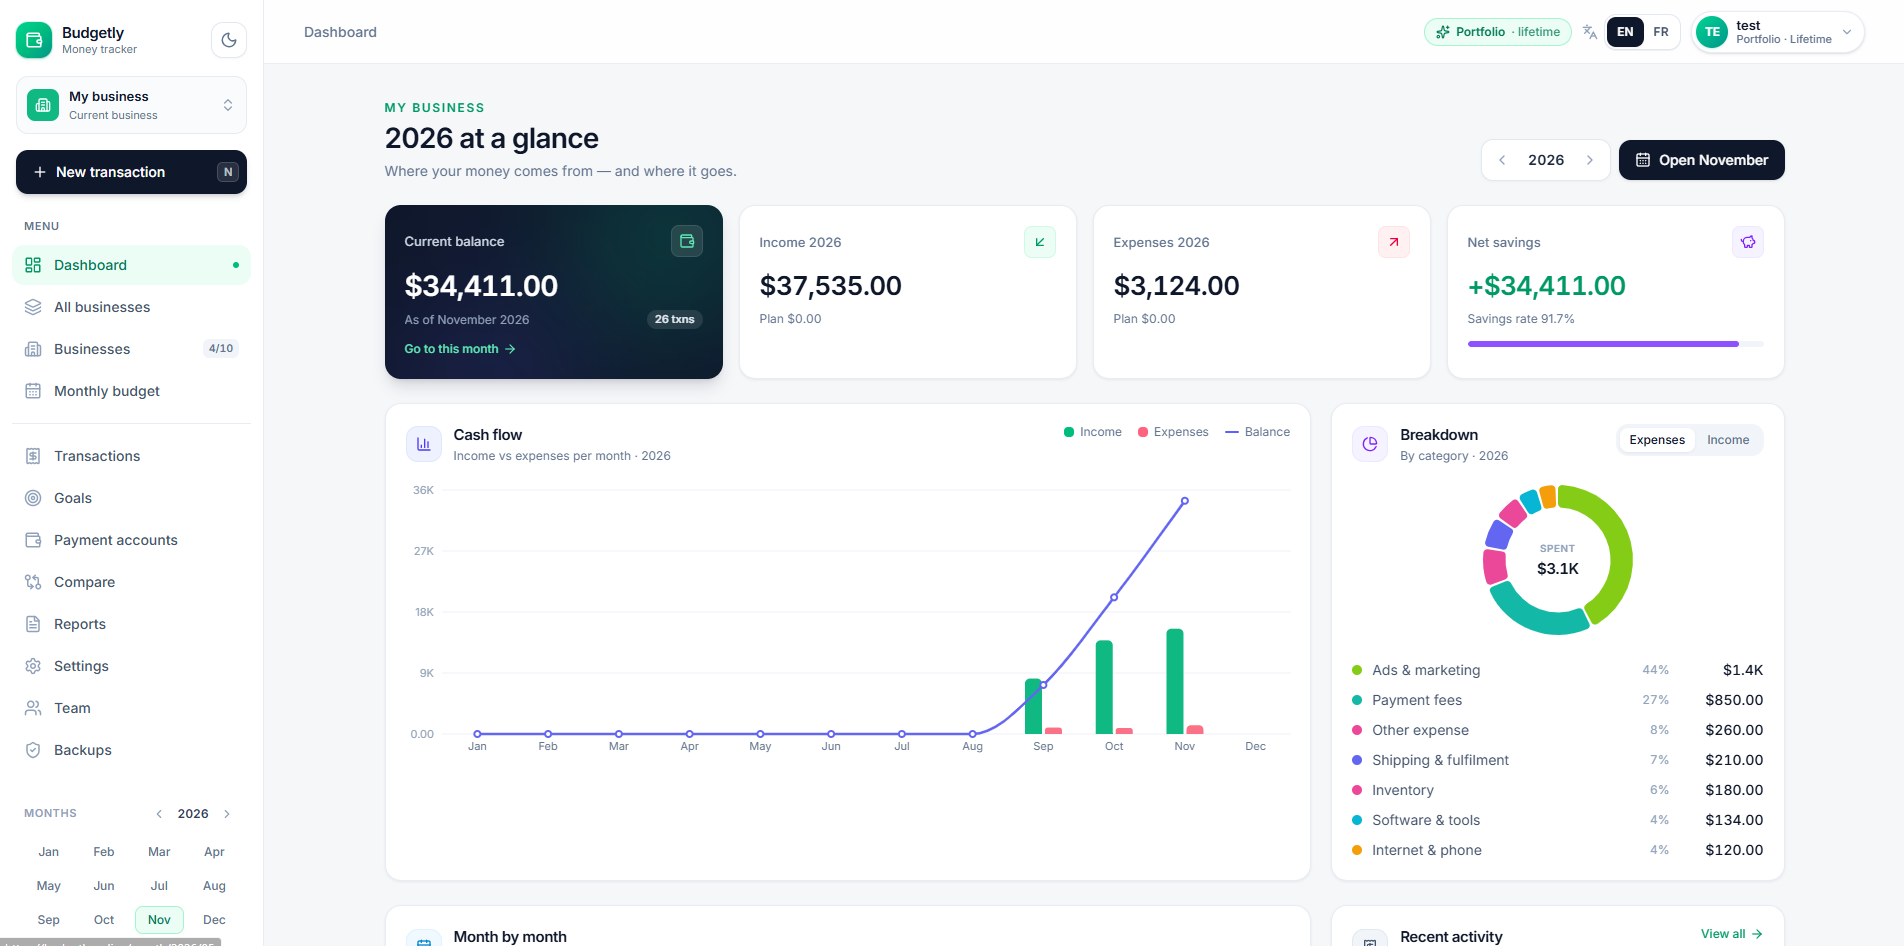 Budgetly
Money tracker
My business
Current business
New transaction N
MENU
Dashboard
All businesses
Businesses 4/10
Monthly budget
Transactions
Goals
Payment accounts
Compare
Reports
Settings
Team
Backups
MONTHS 2026
Jan Feb Mar Apr
May Jun Jul Aug
Sep Oct Nov Dec
Dashboard
Portfolio · lifetime
EN FR
TE
test
Portfolio · Lifetime
MY BUSINESS
2026 at a glance
Where your money comes from — and where it goes.
2026
Open November
Current balance
$34,411.00
As of November 2026
26 txns
Go to this month →
Income 2026
$37,535.00
Plan $0.00
Expenses 2026
$3,124.00
Plan $0.00
Net savings
+$34,411.00
Savings rate 91.7%
Cash flow
Income vs expenses per month · 2026
Income Expenses Balance
36K
27K
18K
9K
0.00
Jan Feb Mar Apr May Jun Jul Aug Sep Oct Nov Dec
Breakdown
By category · 2026
Expenses Income
SPENT
$3.1K
Ads & marketing 44% $1.4K
Payment fees 27% $850.00
Other expense 8% $260.00
Shipping & fulfilment 7% $210.00
Inventory 6% $180.00
Software & tools 4% $134.00
Internet & phone 4% $120.00
Month by month
Recent activity
View all →